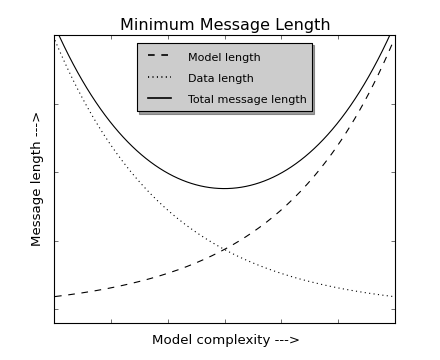 Minimum Message Length
Model length
Data length
Total message length
Message length --->
Model complexity --->